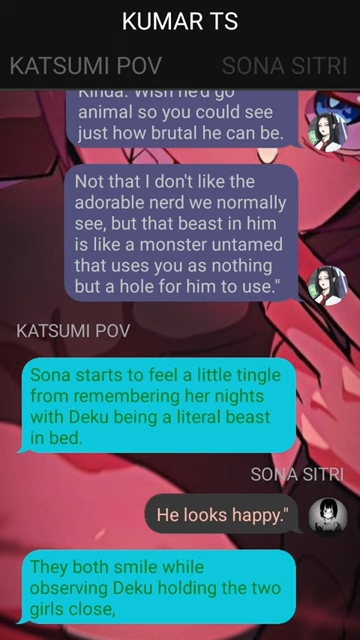 KUMAR TS
KATSUMI POV
SONA SITRI
Kinda. Wish he'd go
animal so you could see
just how brutal he can be.
Not that I don't like the
adorable nerd we normally
see, but that beast in him
is like a monster untamed
that uses you as nothing
but a hole for him to use."
KATSUMI POV
Sona starts to feel a little tingle
from remembering her nights
with Deku being a literal beast
in bed.
SONA SITRI
He looks happy."
They both smile while
observing Deku holding the two
girls close,